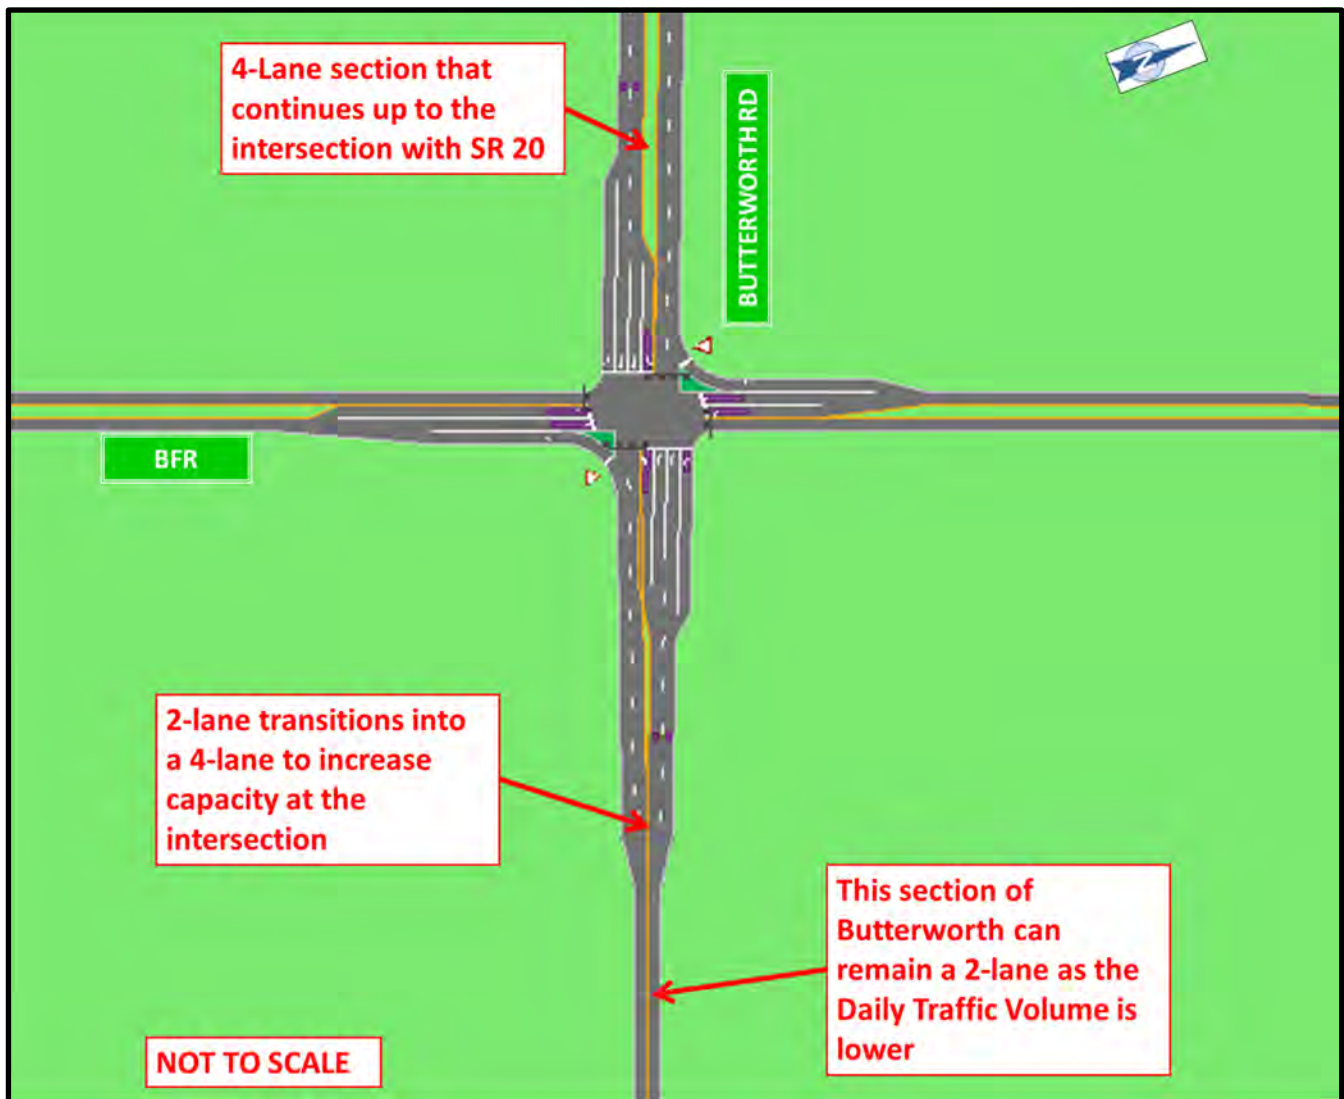 4-Lane section that
continues up to the
intersection with SR 20
BUTTERWORTH RD
N
BFR
2-lane transitions into
a 4-lane to increase
capacity at the
intersection
This section of
Butterworth can
remain a 2-lane as the
Daily Traffic Volume is
lower
NOT TO SCALE